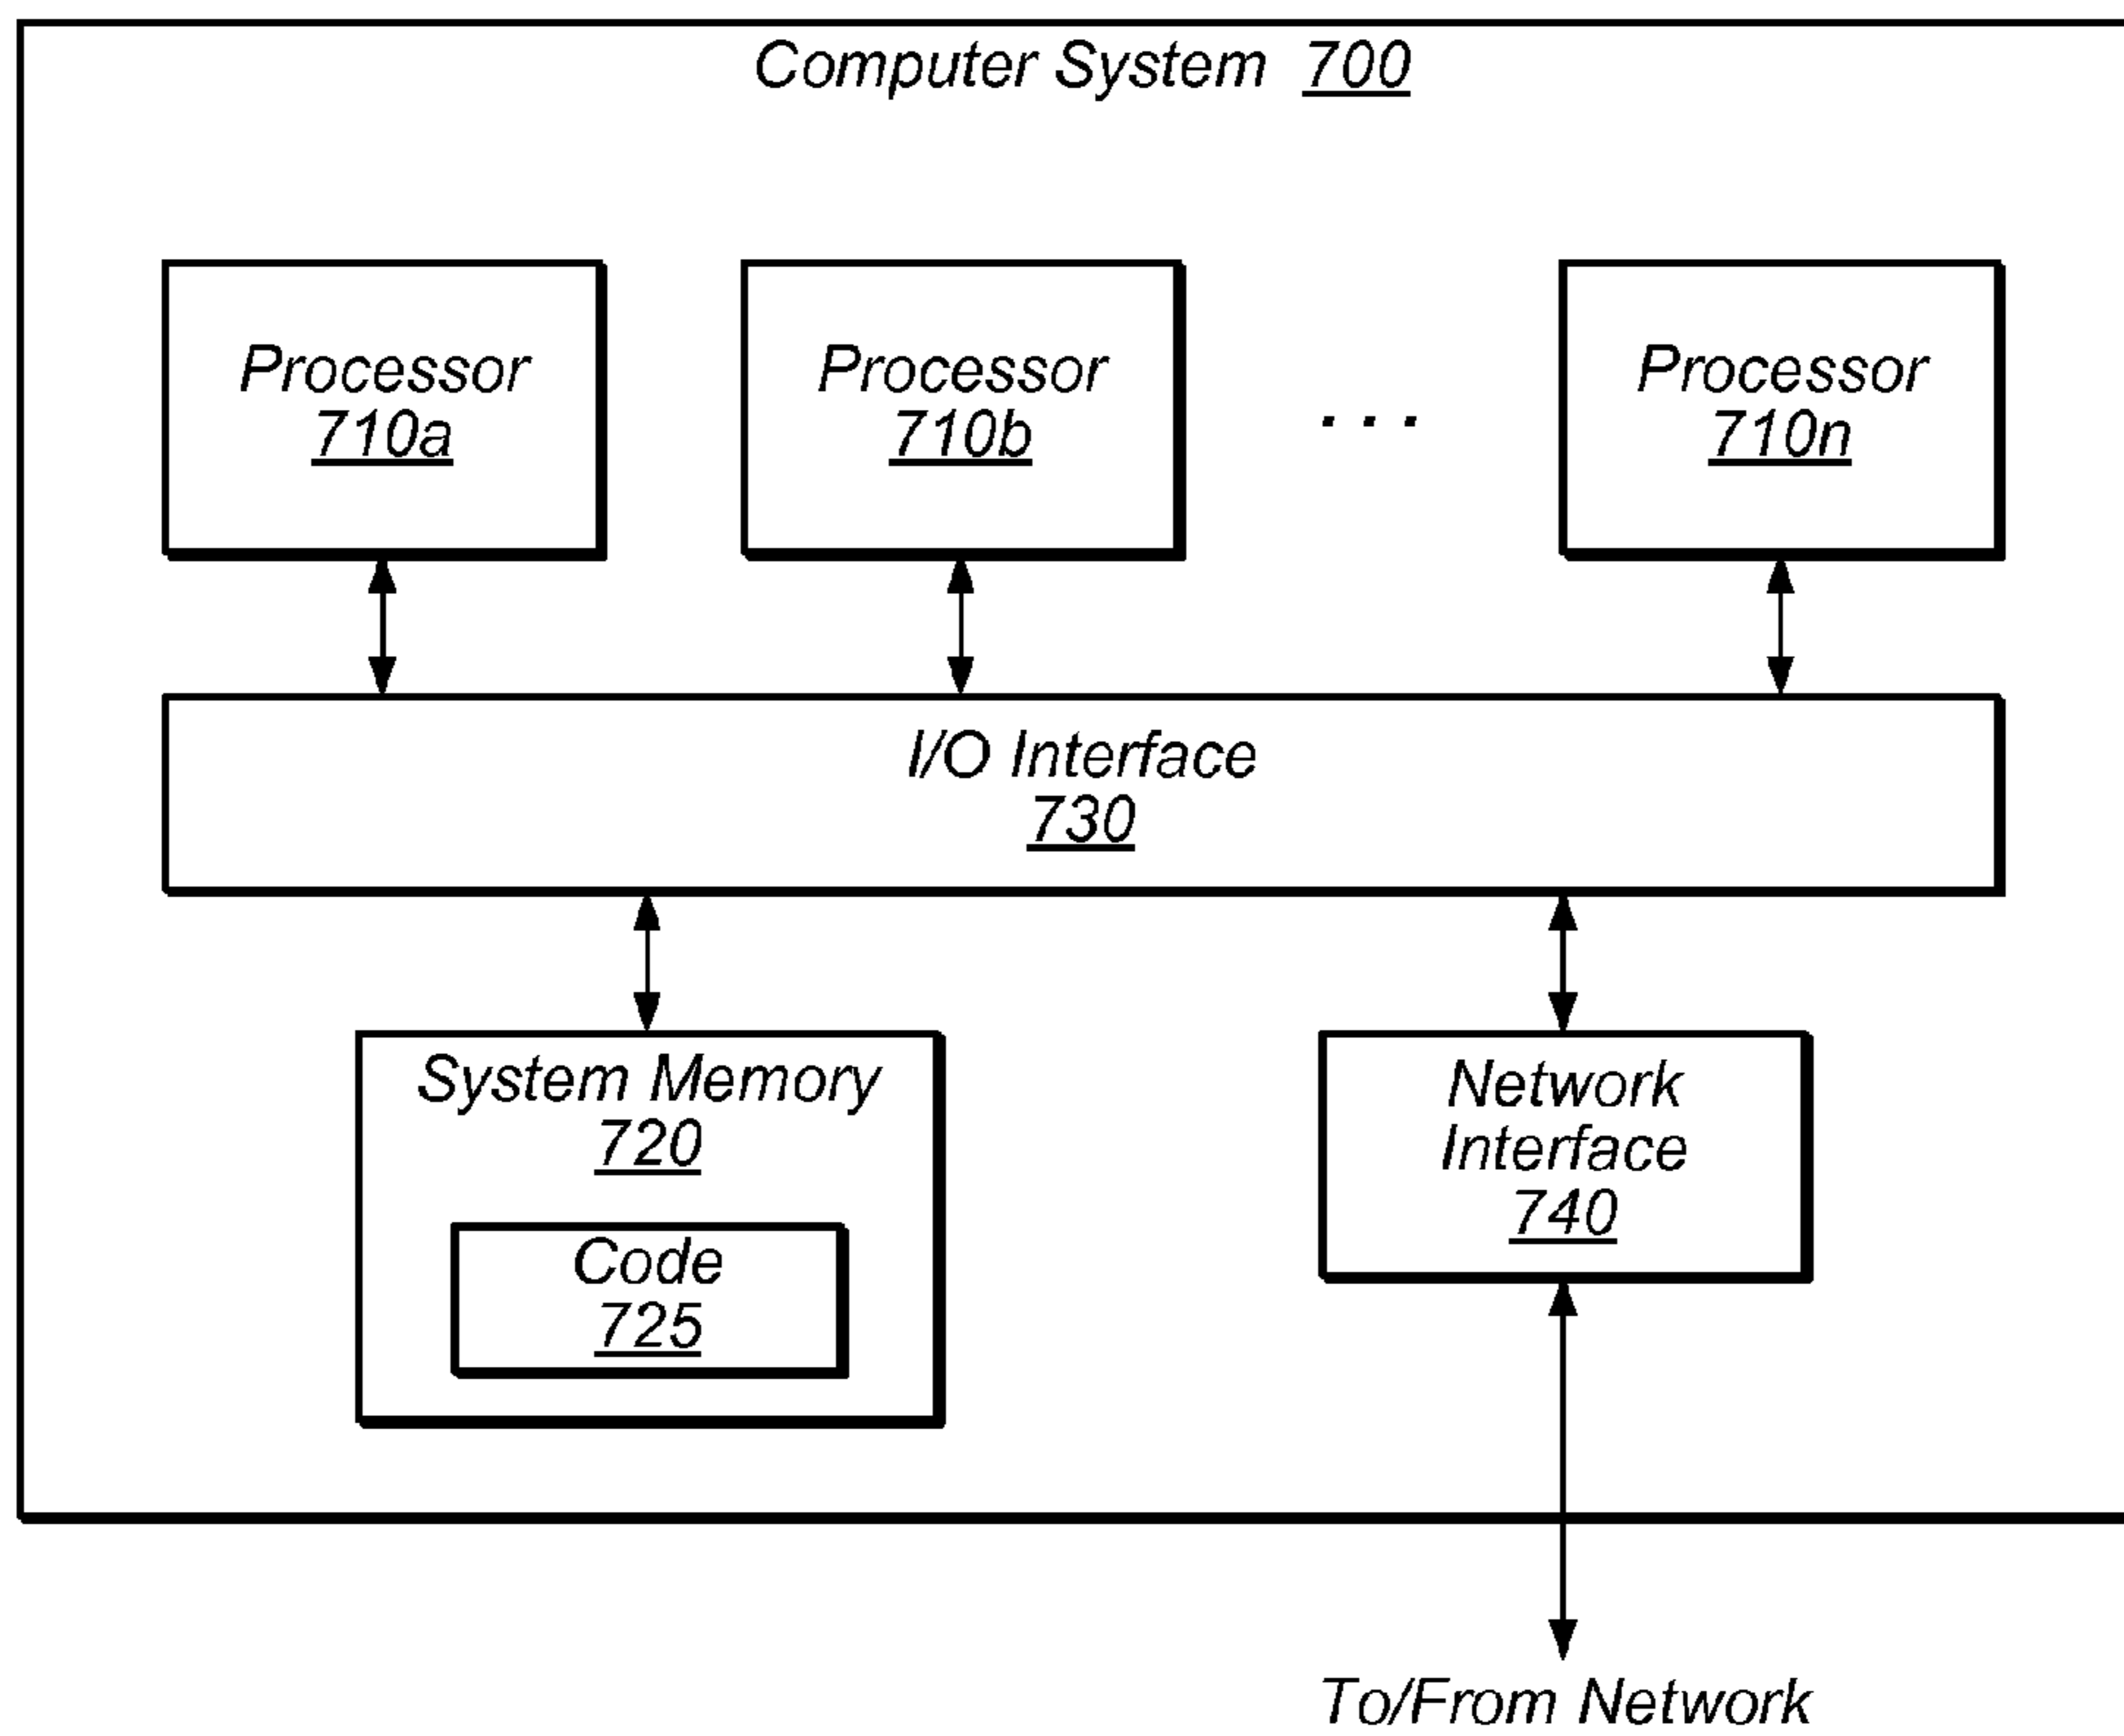 Computer System 700
Processor
710a
Processor
710b
. . .
Processor
710n
I/O Interface
730
System Memory
720
Code
725
Network
Interface
740
To/From Network